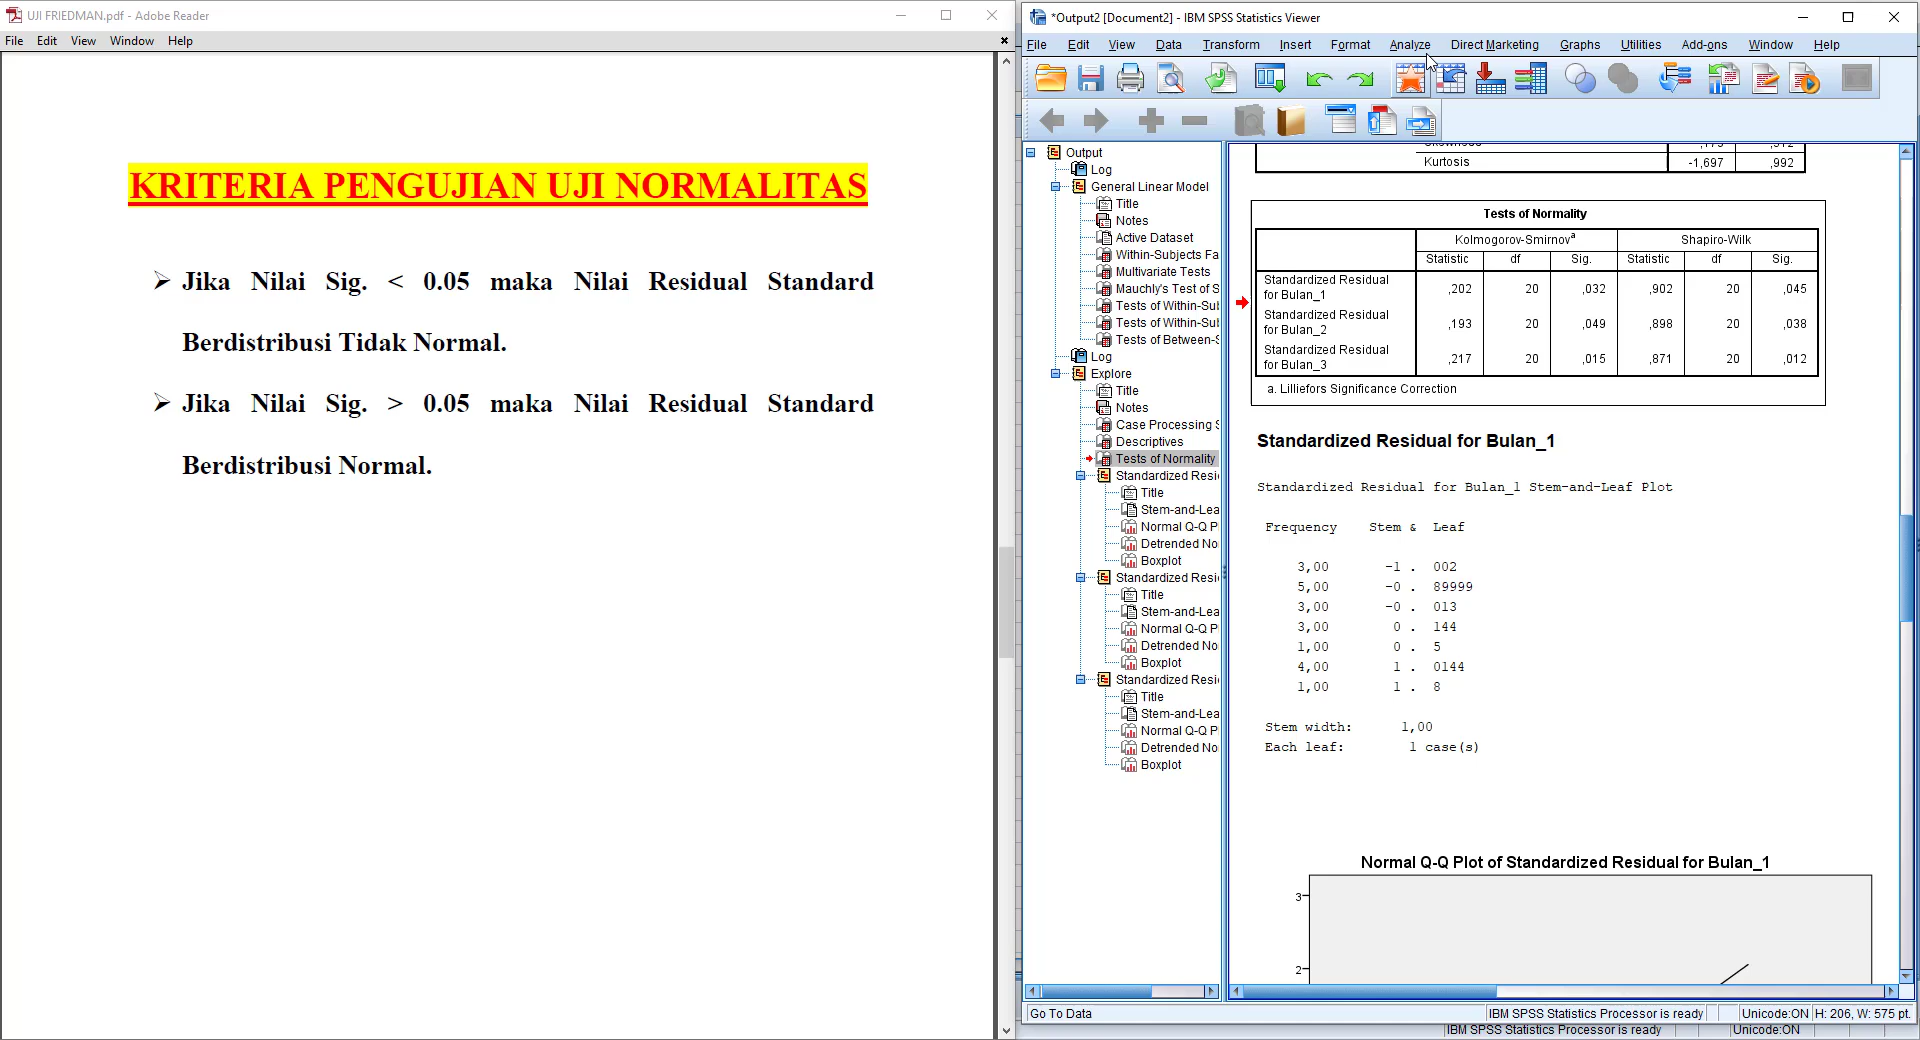 UJI FRIEDMAN.pdf - Adobe Reader
File Edit View Window Help
KRITERIA PENGUJIAN UJI NORMALITAS
➢ Jika Nilai Sig. < 0.05 maka Nilai Residual Standard
Berdistribusi Tidak Normal.
➢ Jika Nilai Sig. > 0.05 maka Nilai Residual Standard
Berdistribusi Normal.
*Output2 [Document2] - IBM SPSS Statistics Viewer
File Edit View Data Transform Insert Format Analyze Direct Marketing Graphs Utilities Add-ons Window Help
Output
Log
General Linear Model
Title
Notes
Active Dataset
Within-Subjects Fa
Multivariate Tests
Mauchly's Test of S
Tests of Within-Sub
Tests of Within-Sub
Tests of Between-S
Log
Explore
Title
Notes
Case Processing S
Descriptives
Tests of Normality
Standardized Resi
Title
Stem-and-Lea
Normal Q-Q P
Detrended No
Boxplot
Standardized Resi
Title
Stem-and-Lea
Normal Q-Q P
Detrended No
Boxplot
Standardized Resi
Title
Stem-and-Lea
Normal Q-Q P
Detrended No
Boxplot
Kurtosis -1,697 ,992
Tests of Normality
Kolmogorov-Smirnov^a Shapiro-Wilk
Statistic df Sig. Statistic df Sig.
Standardized Residual
for Bulan_1 ,202 20 ,032 ,902 20 ,045
Standardized Residual
for Bulan_2 ,193 20 ,049 ,898 20 ,038
Standardized Residual
for Bulan_3 ,217 20 ,015 ,871 20 ,012
a. Lilliefors Significance Correction
Standardized Residual for Bulan_1
Standardized Residual for Bulan_1 Stem-and-Leaf Plot
Frequency Stem & Leaf
3,00 -1 . 002
5,00 -0 . 89999
3,00 -0 . 013
3,00 0 . 144
1,00 0 . 5
4,00 1 . 0144
1,00 1 . 8
Stem width: 1,00
Each leaf: 1 case(s)
Normal Q-Q Plot of Standardized Residual for Bulan_1
3
2
Go To Data IBM SPSS Statistics Processor is ready Unicode:ON H: 206, W: 575 pt.
IBM SPSS Statistics Processor is ready Unicode:ON